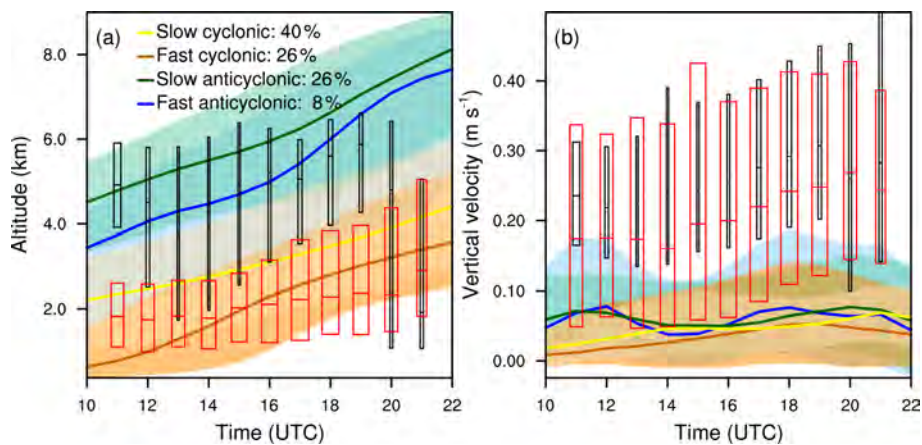 (a)
Slow cyclonic: 40 %
Fast cyclonic: 26 %
Slow anticyclonic: 26 %
Fast anticyclonic: 8 %
8.0
6.0
4.0
2.0
km
Altitude (km)
10 12 14 16 18 20 22
Time (UTC)
(b)
0.40
0.30
0.20
0.10
0.00
Vertical velocity (m s⁻¹)
10 12 14 16 18 20 22
Time (UTC)